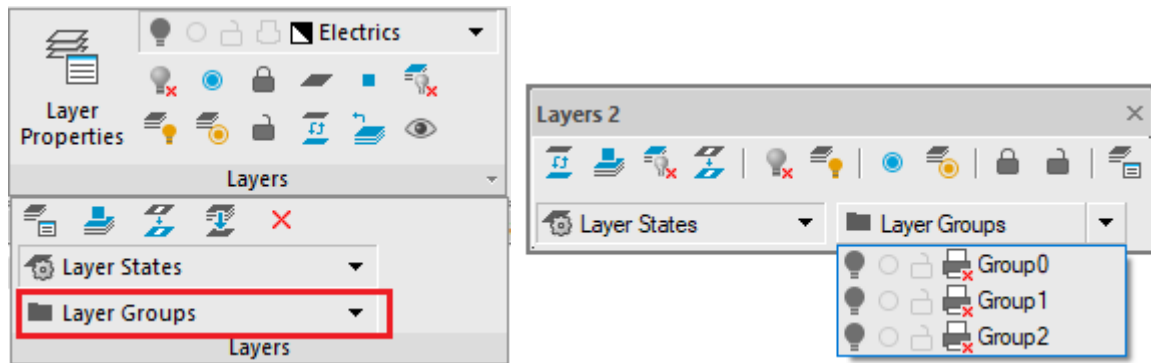 Electrics
Layer
Properties
Layers
Layer States
Layer Groups
Layers
Layers 2
Layer States
Layer Groups
Group0
Group1
Group2